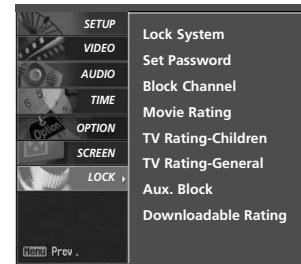 SETUP
VIDEO
AUDIO
TIME
OPTION
SCREEN
LOCK
Menu Prev.
Lock System
Set Password
Block Channel
Movie Rating
TV Rating-Children
TV Rating-General
Aux. Block
Downloadable Rating
Option